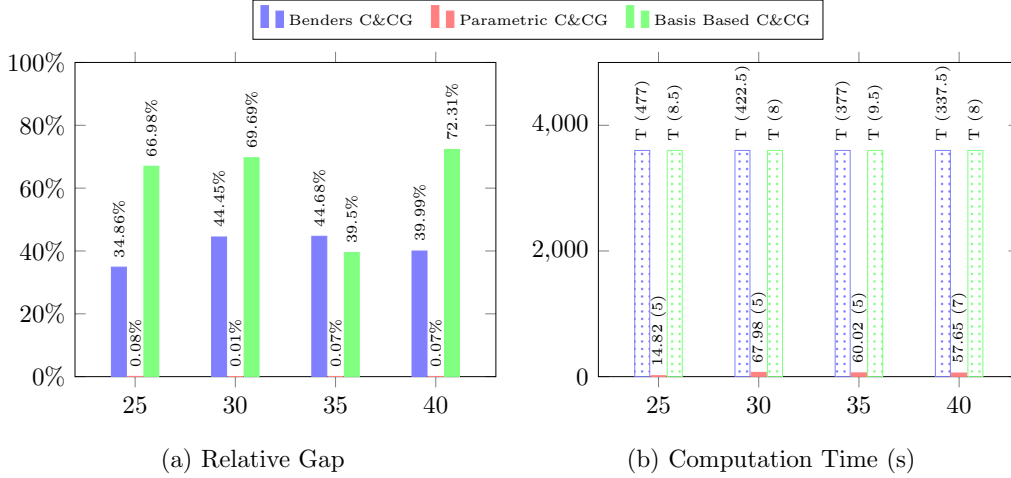 Benders C&CG Parametric C&CG Basis Based C&CG
100%
80%
60%
40%
20%
0%
34.86%
0.08%
66.98%
44.45%
0.01%
69.69%
44.68%
0.07%
39.5%
39.99%
0.07%
72.31%
25 30 35 40
(a) Relative Gap
4,000
2,000
0
T (477)
14.82 (5)
T (8.5)
T (422.5)
67.98 (5)
T (8)
T (377)
60.02 (5)
T (9.5)
T (337.5)
57.65 (7)
T (8)
25 30 35 40
(b) Computation Time (s)